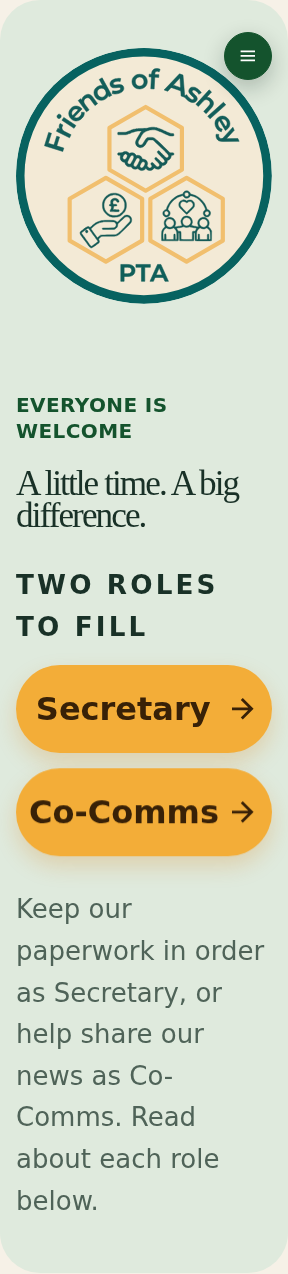 Friends of Ashley
£
PTA
EVERYONE IS
WELCOME
A little time. A big
difference.
TWO ROLES
TO FILL
Secretary →
Co-Comms →
Keep our
paperwork in order
as Secretary, or
help share our
news as Co-
Comms. Read
about each role
below.